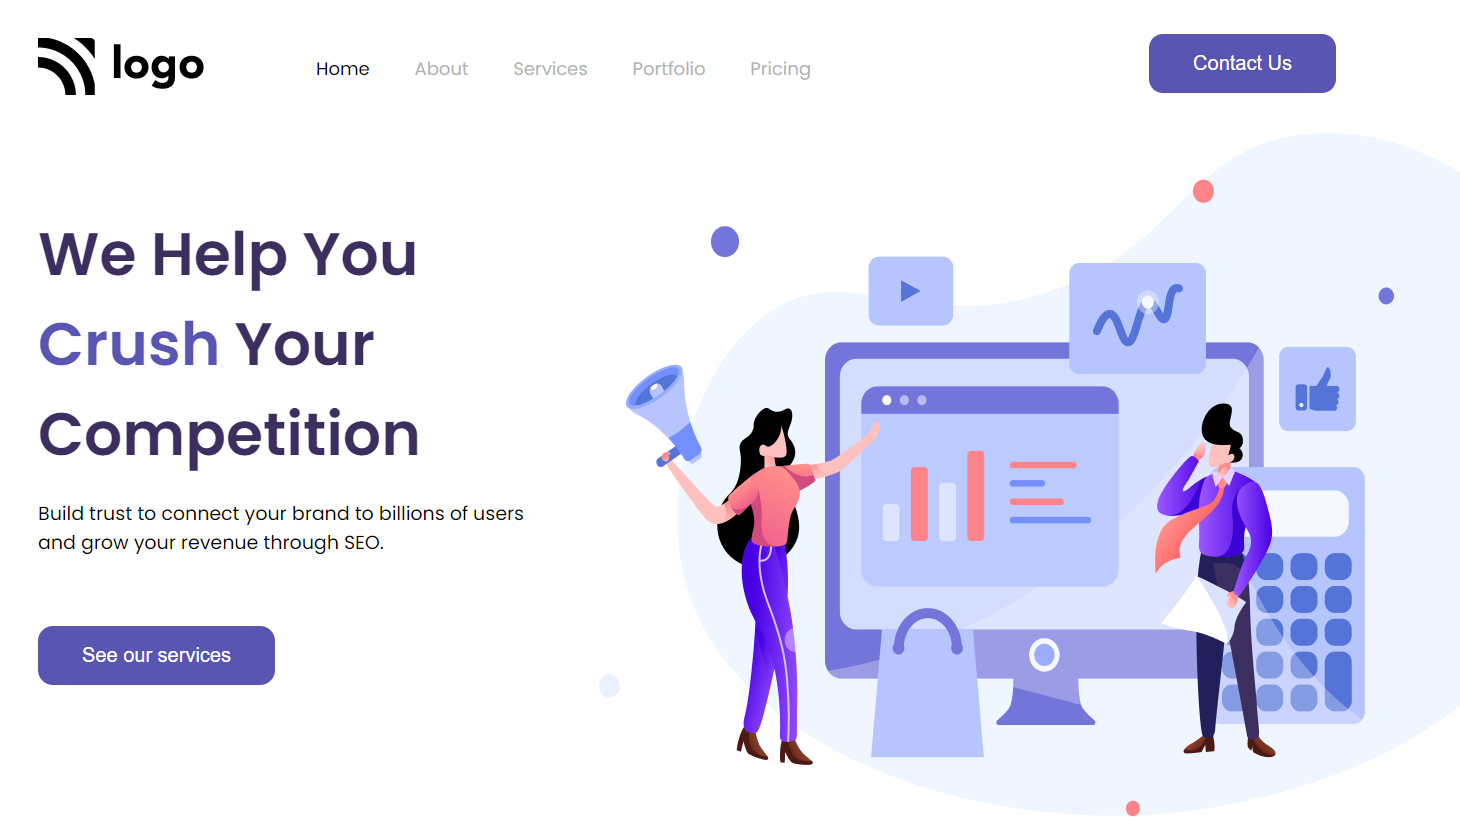 logo
Home About Services Portfolio Pricing
Contact Us
We Help You
Crush Your
Competition
Build trust to connect your brand to billions of users
and grow your revenue through SEO.
See our services